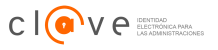 cl@ve
IDENTIDAD
ELECTRÓNICA PARA
LAS ADMINISTRACIONES